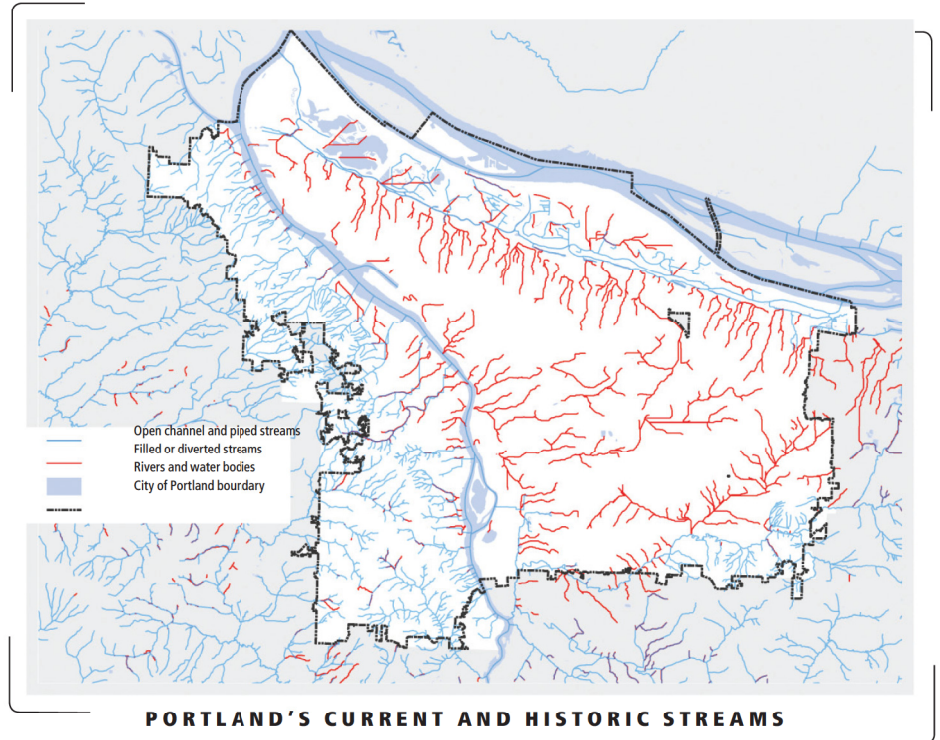 Open channel and piped streams
Filled or diverted streams
Rivers and water bodies
City of Portland bourdary
PORTLAND'S CURRENT AND HISTORIC STREAMS